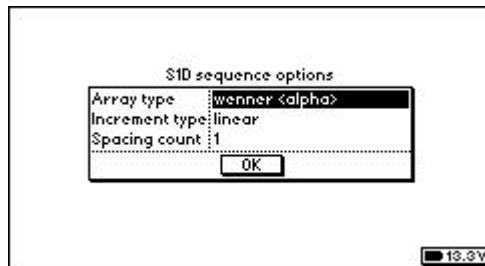 S1D sequence options
Array type wenner <alpha>
Increment type linear
Spacing count 1
OK
13.3V